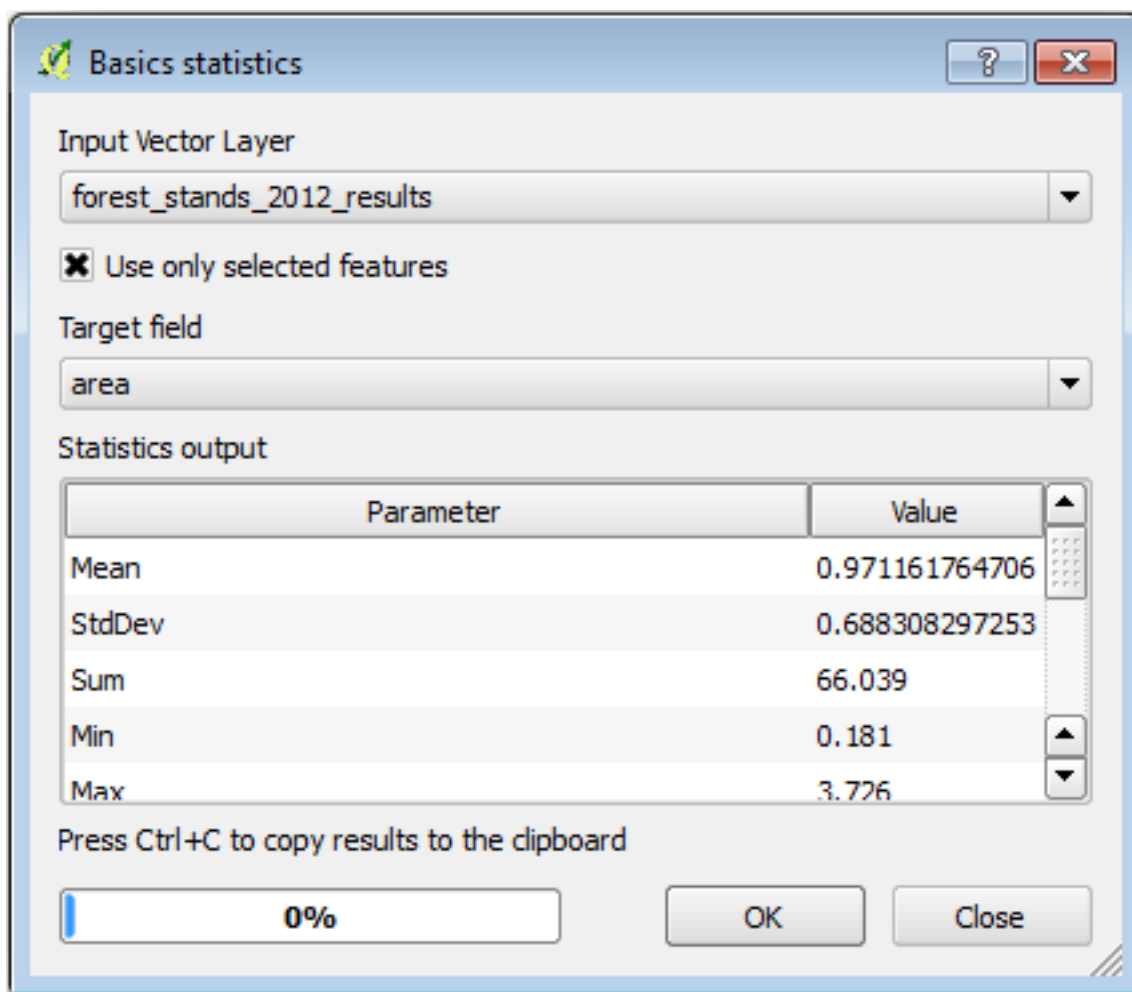 Basics statistics
Input Vector Layer
forest_stands_2012_results
Use only selected features
Target field
area
Statistics output
Parameter Value
Mean 0.971161764706
StdDev 0.688308297253
Sum 66.039
Min 0.181
Max 3.726
Press Ctrl+C to copy results to the clipboard
0% OK Close